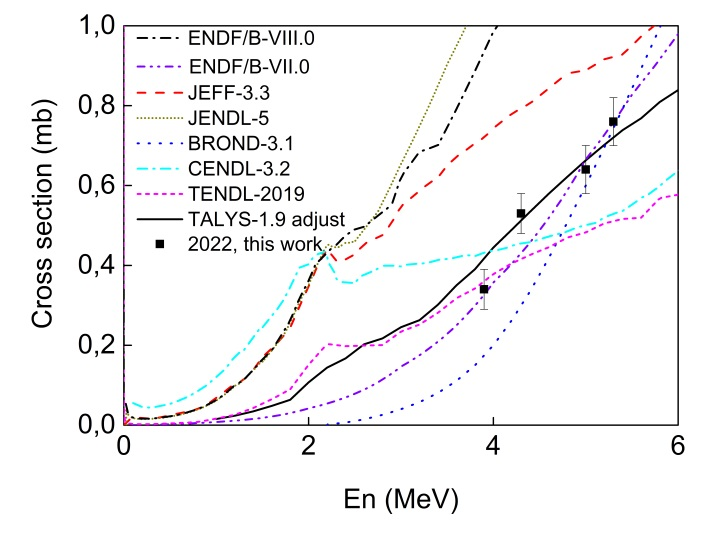 1,0
0,8
0,6
0,4
0,2
0,0
Cross section (mb)
ENDF/B-VIII.0
ENDF/B-VII.0
JEFF-3.3
JENDL-5
BROND-3.1
CENDL-3.2
TENDL-2019
TALYS-1.9 adjust
2022, this work
0 2 4 6
En (MeV)